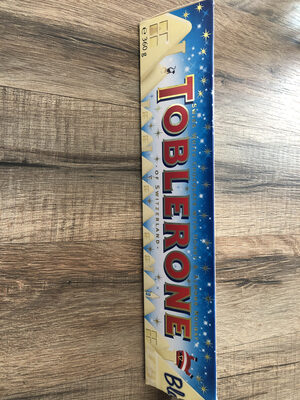 ℮ 360 g
TOBLERONE
OF SWITZERLAND